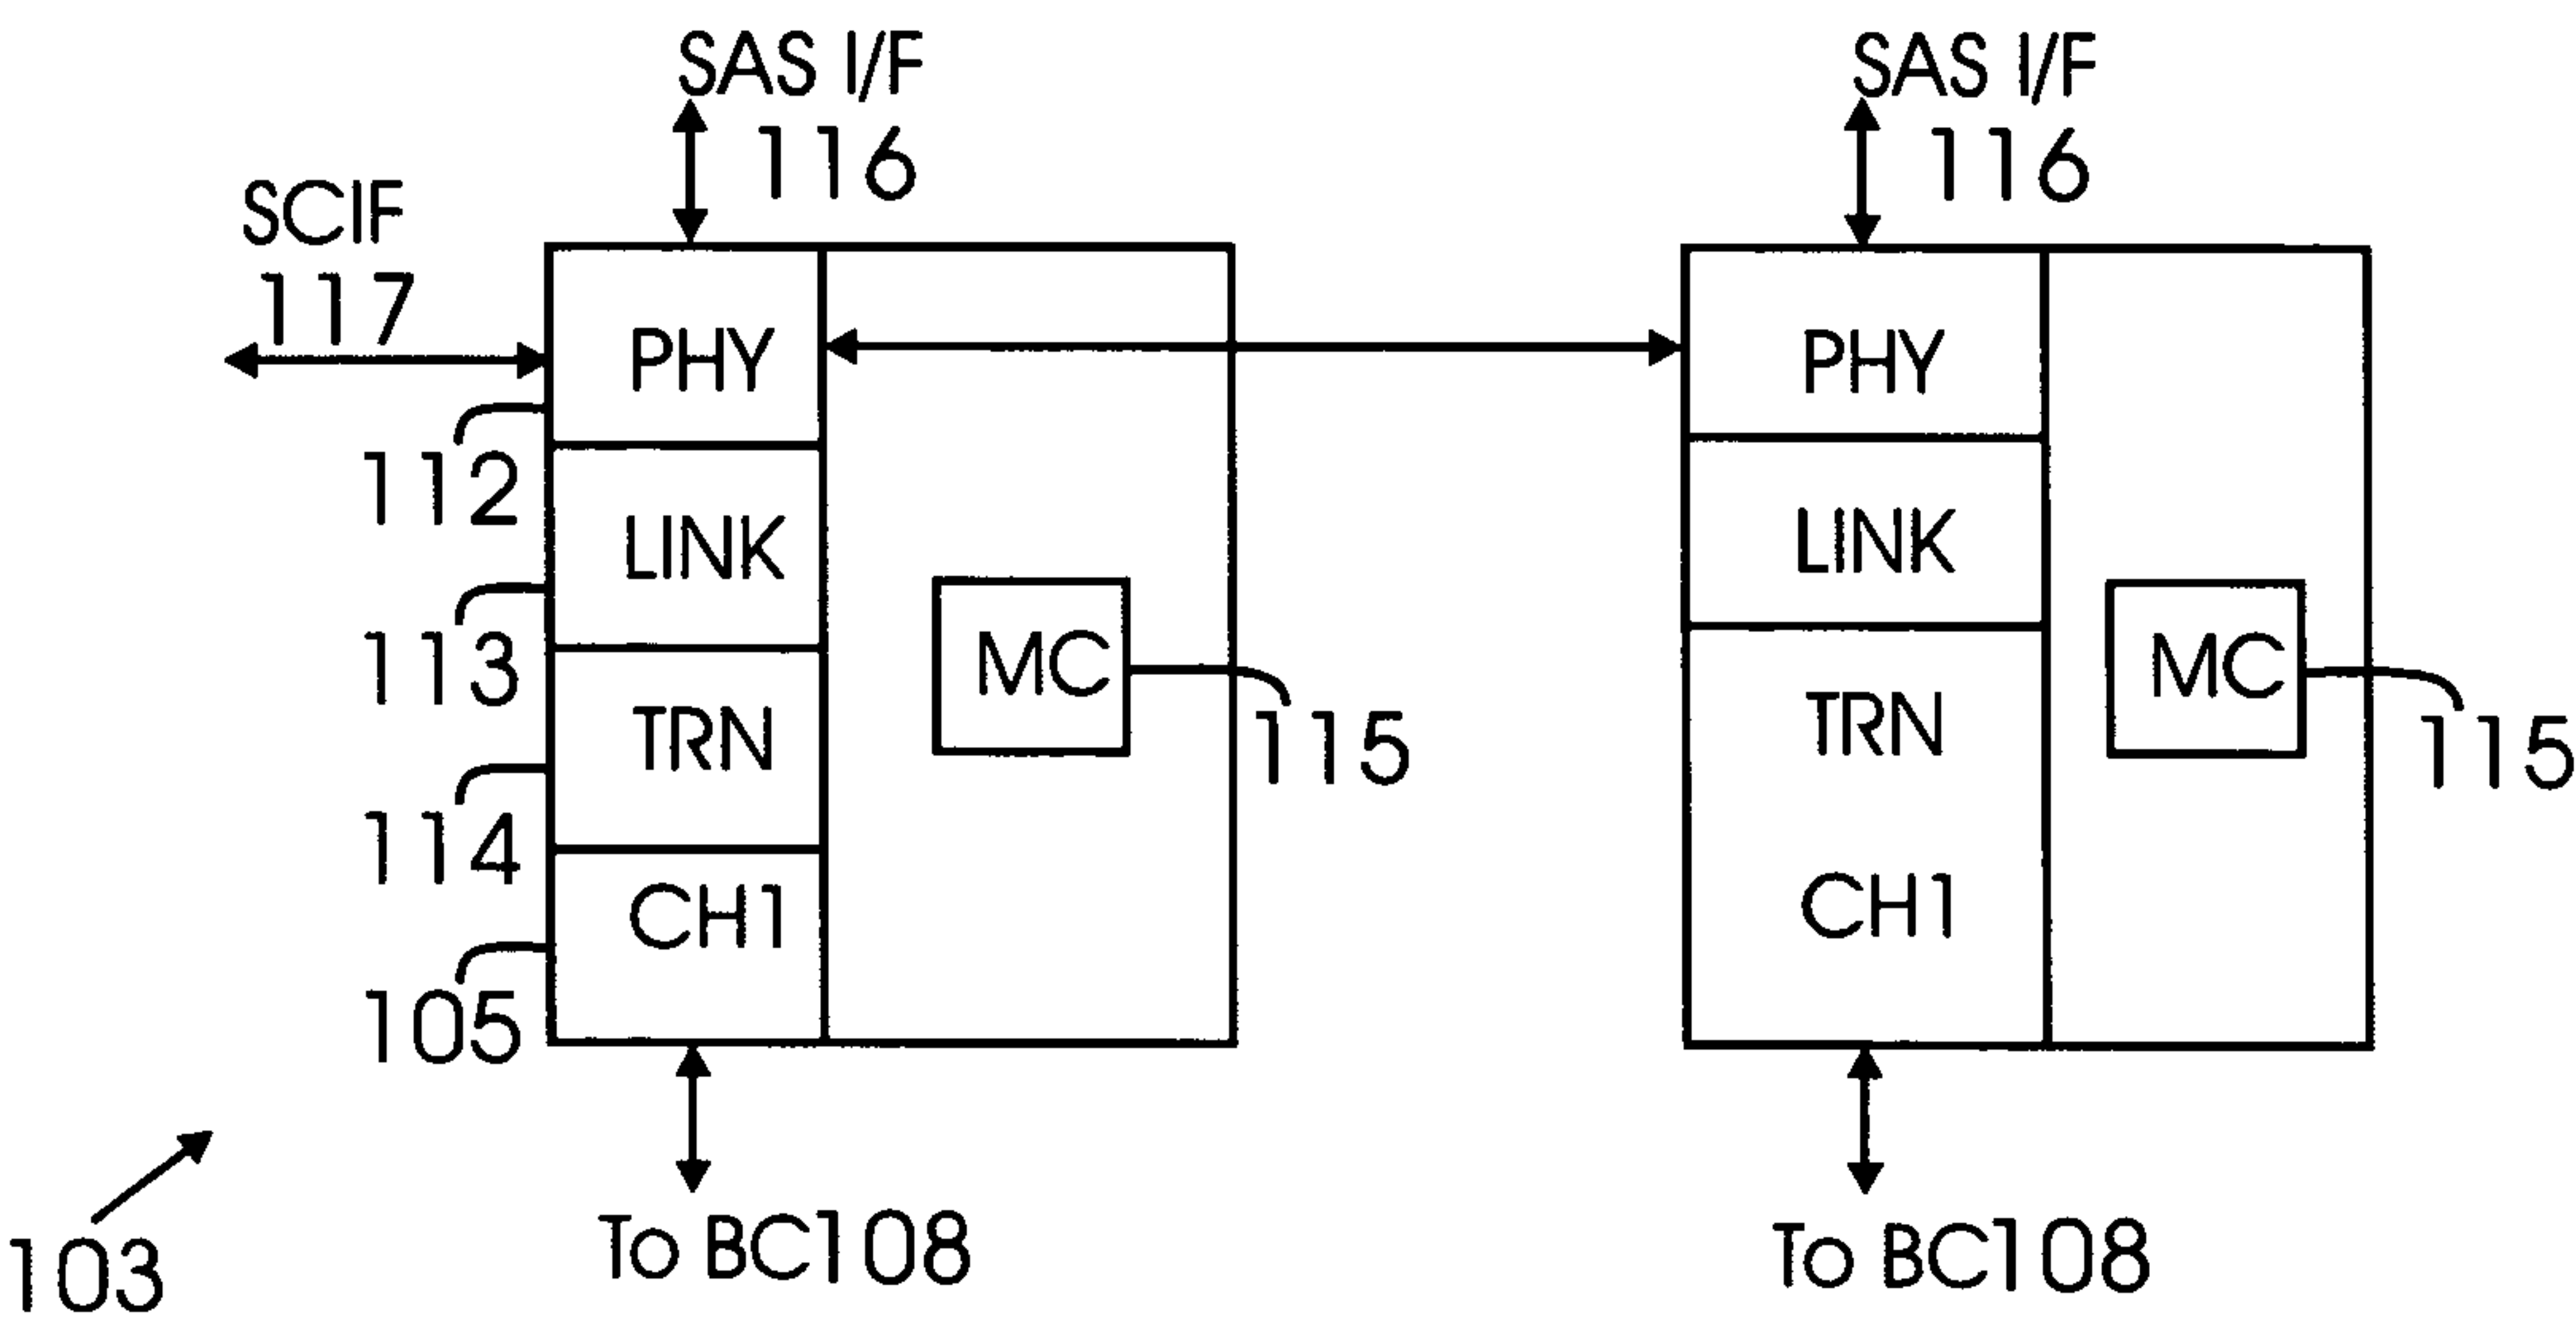 SAS I/F
116
SCIF
117
PHY
112
LINK
113
TRN
114
CH1
105
MC
115
To BC108
103
SAS I/F
116
PHY
LINK
TRN
CH1
MC
115
To BC108